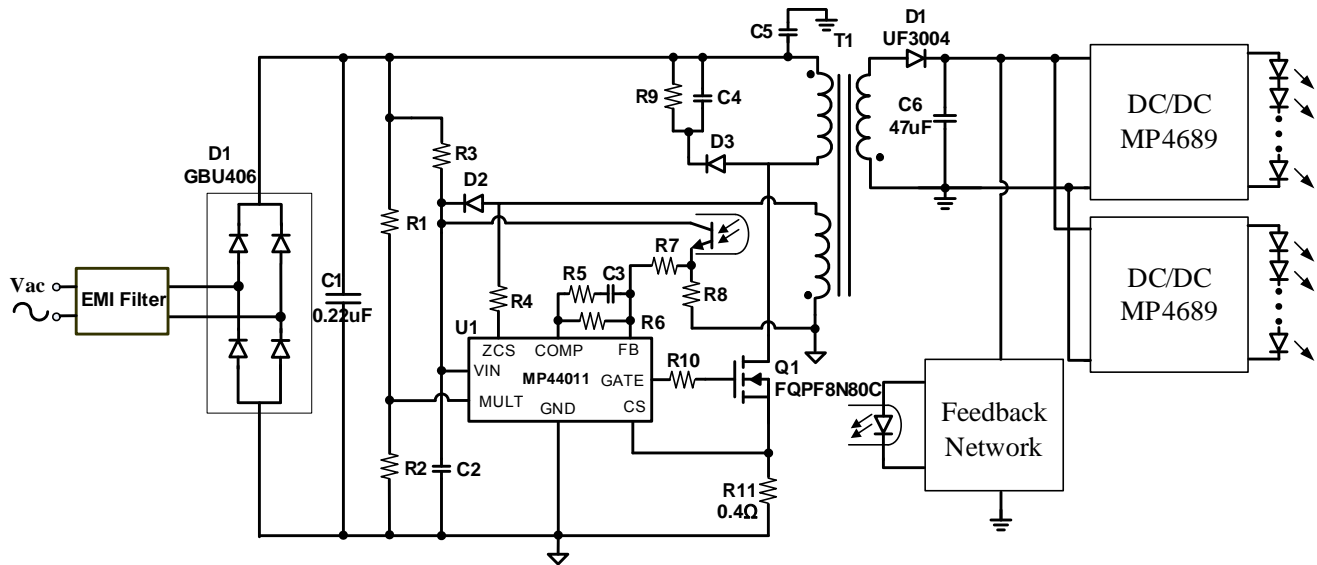 C5
T1
D1
UF3004
R9
C4
C6
47uF
DC/DC
MP4689
D3
D1
GBU406
R3
D2
R1
R7
R8
Vac
EMI Filter
C1
0.22uF
R5
C3
R4
R6
U1
DC/DC
MP4689
ZCS
COMP
FB
VIN
MP44011
GATE
MULT
GND
CS
R10
Q1
FQPF8N80C
Feedback
Network
R2
C2
R11
0.4Ω